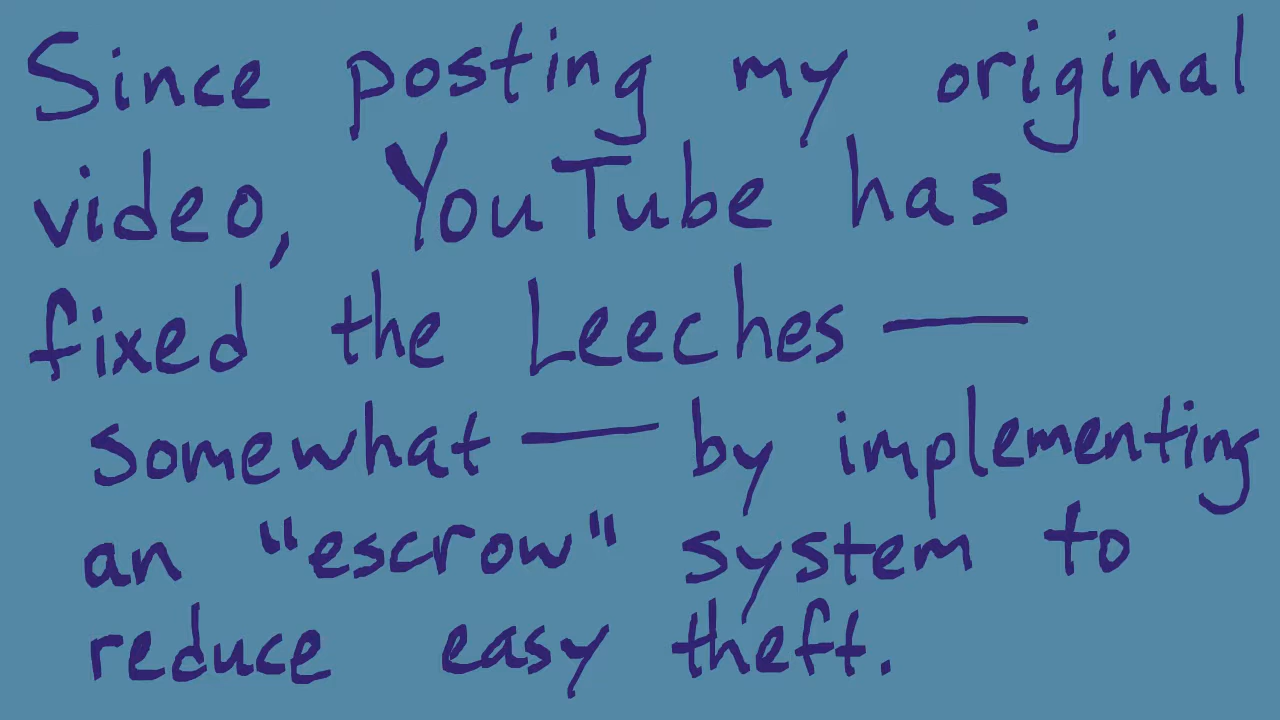 Since posting my original
video, YouTube has
fixed the Leeches —
somewhat — by implementing
an "escrow" system to
reduce easy theft.